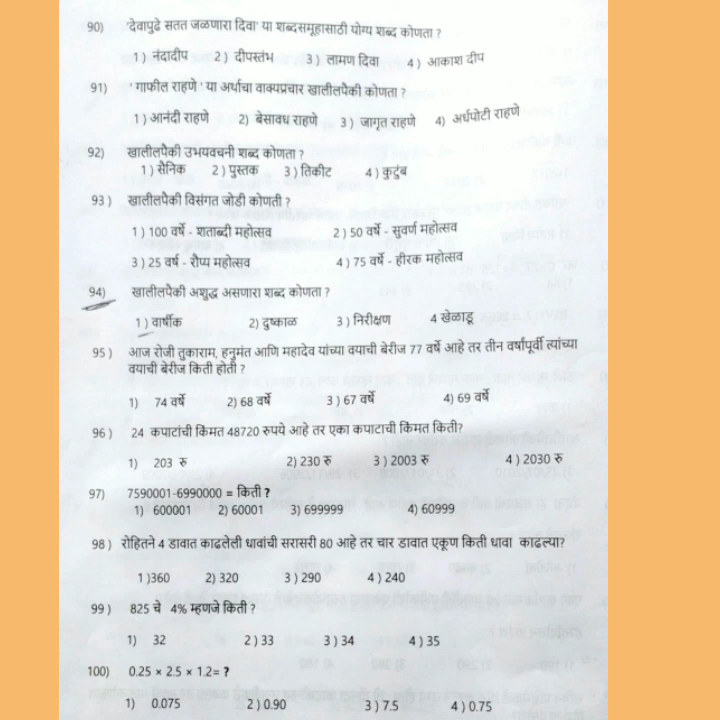 90) 'देवापुढे सतत जळणारा दिवा' या शब्दसमूहासाठी योग्य शब्द कोणता ?
1) नंदादीप 2) दीपस्तंभ 3) लामण दिवा 4) आकाश दीप
91) 'गाफील राहणे' या अर्थाचा वाक्यप्रचार खालीलपैकी कोणता ?
1) आनंदी राहणे 2) बेसावध राहणे 3) जागृत राहणे 4) अर्धपोटी राहणे
92) खालीलपैकी उभयवचनी शब्द कोणता ?
1) सैनिक 2) पुस्तक 3) तिकीट 4) कुटुंब
93) खालीलपैकी विसंगत जोडी कोणती ?
1) 100 वर्षे - शताब्दी महोत्सव 2) 50 वर्षे - सुवर्ण महोत्सव
3) 25 वर्ष - रौप्य महोत्सव 4) 75 वर्षे - हीरक महोत्सव
94) खालीलपैकी अशुद्ध असणारा शब्द कोणता ?
1) वार्षीक 2) दुष्काळ 3) निरीक्षण 4 खेळाडू
95) आज रोजी तुकाराम, हनुमंत आणि महादेव यांच्या वयाची बेरीज 77 वर्षे आहे तर तीन वर्षांपूर्वी त्यांच्या
वयाची बेरीज किती होती ?
1) 74 वर्षे 2) 68 वर्षे 3) 67 वर्षे 4) 69 वर्षे
96) 24 कपाटांची किंमत 48720 रुपये आहे तर एका कपाटाची किंमत किती?
1) 203 रु 2) 230 रु 3) 2003 रु 4) 2030 रु
97) 7590001-6990000 = किती ?
1) 600001 2) 60001 3) 699999 4) 60999
98) रोहितने 4 डावात काढलेली धावांची सरासरी 80 आहे तर चार डावात एकूण किती धावा काढल्या?
1)360 2) 320 3) 290 4) 240
99) 825 चे 4% म्हणजे किती ?
1) 32 2) 33 3) 34 4) 35
100) 0.25 × 2.5 × 1.2= ?
1) 0.075 2) 0.90 3) 7.5 4) 0.75